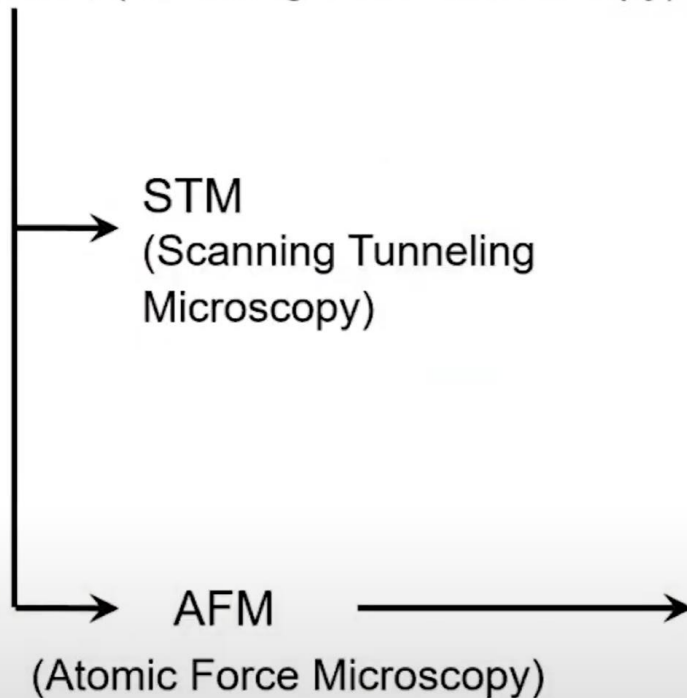 STM
(Scanning Tunneling
Microscopy)
AFM
(Atomic Force Microscopy)